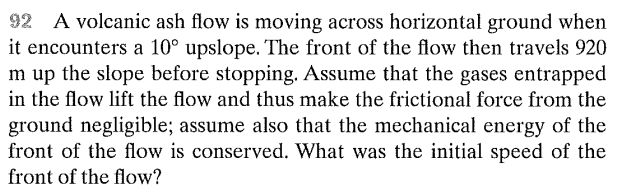 92 A volcanic ash flow is moving across horizontal ground when
it encounters a 10° upslope. The front of the flow then travels 920
m up the slope before stopping. Assume that the gases entrapped
in the flow lift the flow and thus make the frictional force from the
ground negligible; assume also that the mechanical energy of the
front of the flow is conserved. What was the initial speed of the
front of the flow?